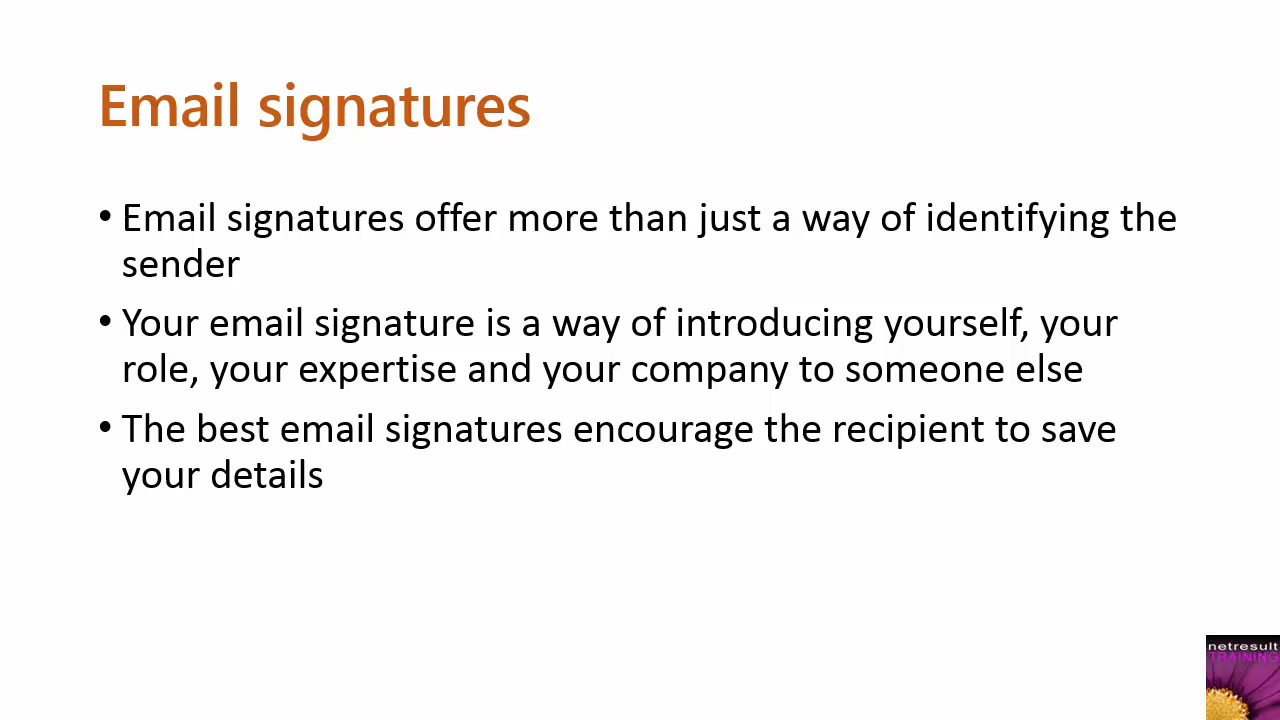 Email signatures
• Email signatures offer more than just a way of identifying the
sender
• Your email signature is a way of introducing yourself, your
role, your expertise and your company to someone else
• The best email signatures encourage the recipient to save
your details
netresult
TRAINING